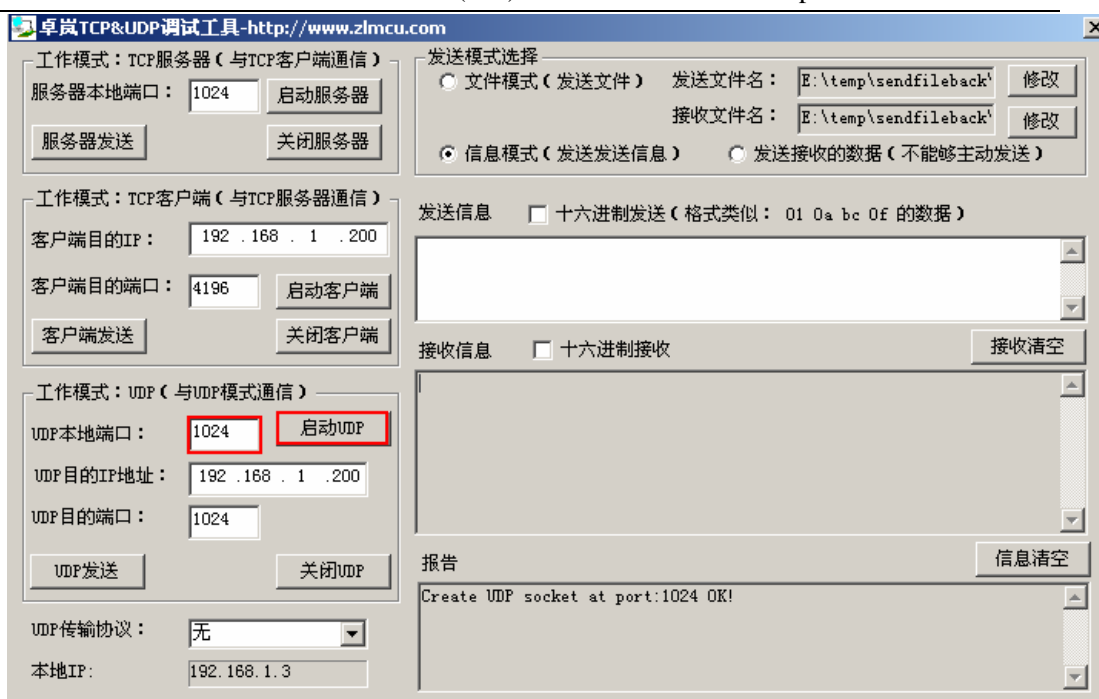 卓岚TCP&UDP调试工具-http://www.zlmcu.com
工作模式：TCP服务器（与TCP客户端通信）
服务器本地端口： 1024 启动服务器
服务器发送 关闭服务器
工作模式：TCP客户端（与TCP服务器通信）
客户端目的IP： 192 .168 . 1 .200
客户端目的端口： 4196 启动客户端
客户端发送 关闭客户端
工作模式：UDP（与UDP模式通信）
UDP本地端口： 1024 启动UDP
UDP目的IP地址： 192 .168 . 1 .200
UDP目的端口： 1024
UDP发送 关闭UDP
UDP传输协议： 无
本地IP: 192.168.1.3
发送模式选择
文件模式（发送文件） 发送文件名： E:\temp\sendfileback\ 修改
接收文件名： E:\temp\sendfileback\ 修改
信息模式（发送发送信息） 发送接收的数据（不能够主动发送）
发送信息 十六进制发送（格式类似： 01 0a bc 0f 的数据）
接收信息 十六进制接收 接收清空
报告 信息清空
Create UDP socket at port:1024 OK!